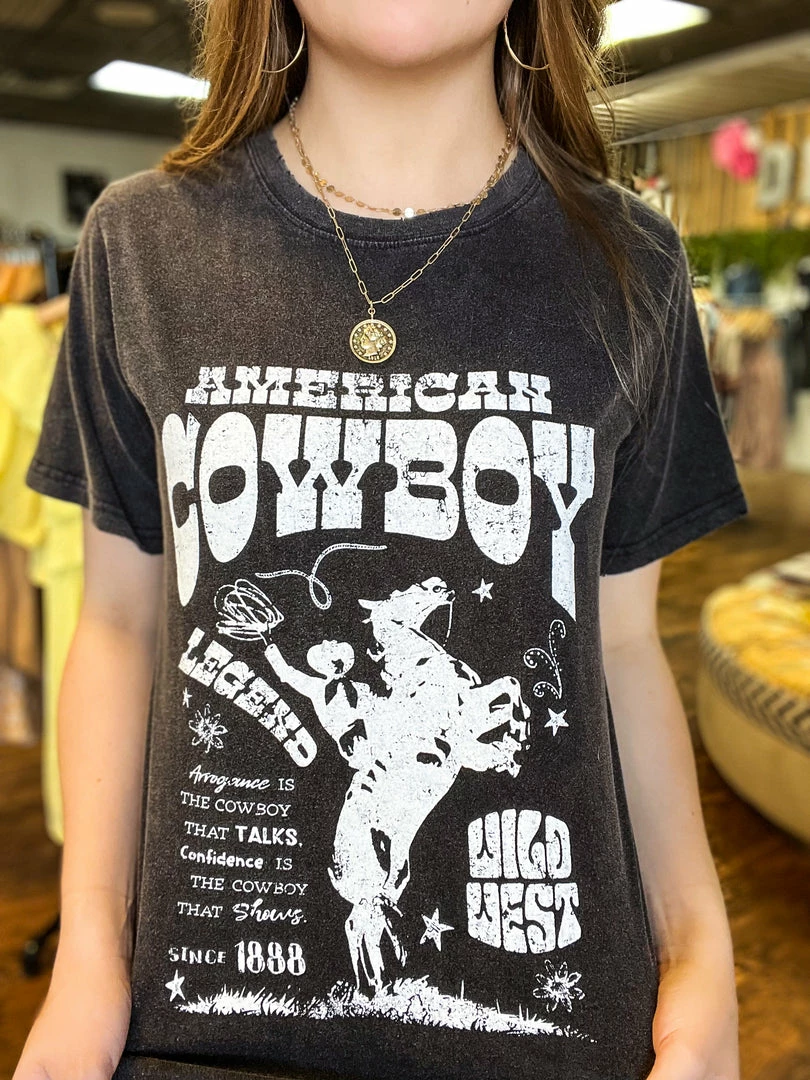 AMERICAN
COWBOY
LEGEND
Arrogance IS
THE COWBOY
THAT TALKS.
Confidence IS
THE COWBOY
THAT Shows.
SINCE 1888
WILD
WEST